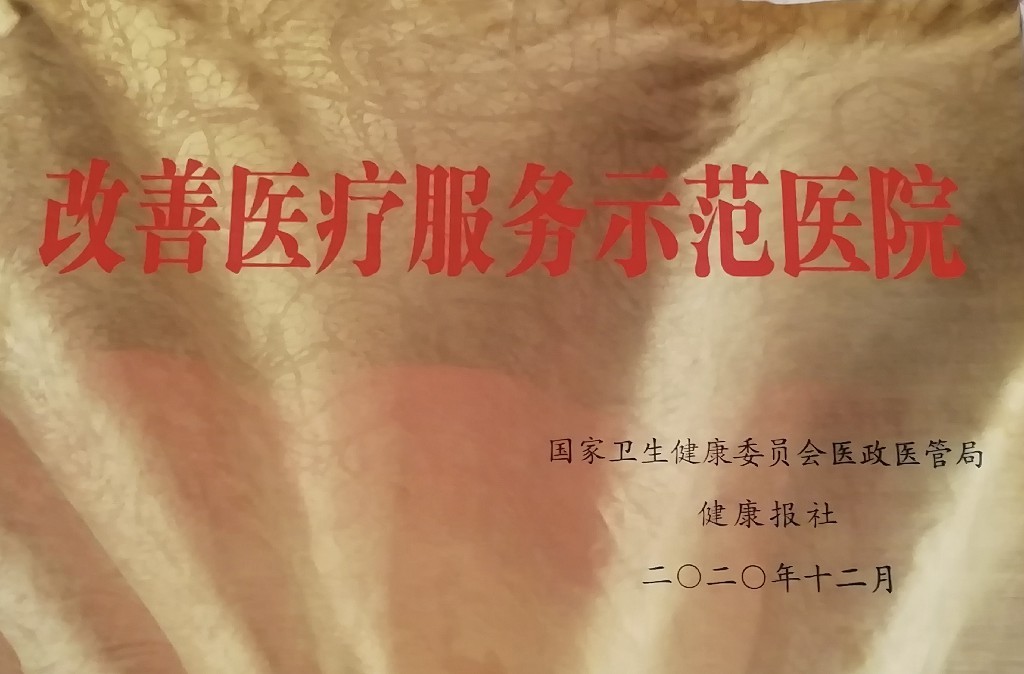 改善医疗服务示范医院
国家卫生健康委员会医政医管局
健康报社
二〇二〇年十二月